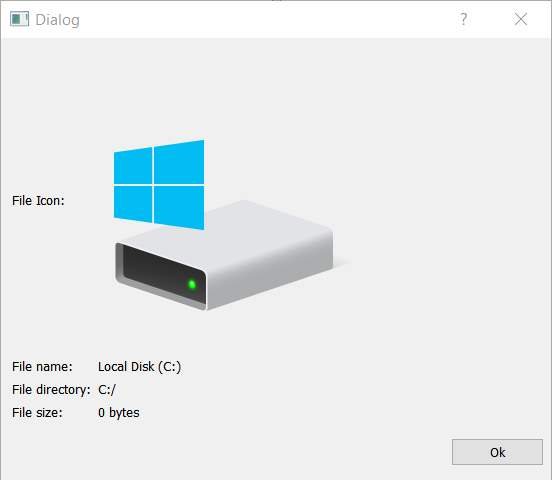 Dialog
?
File Icon:
File name: Local Disk (C:)
File directory: C:/
File size: 0 bytes
Ok